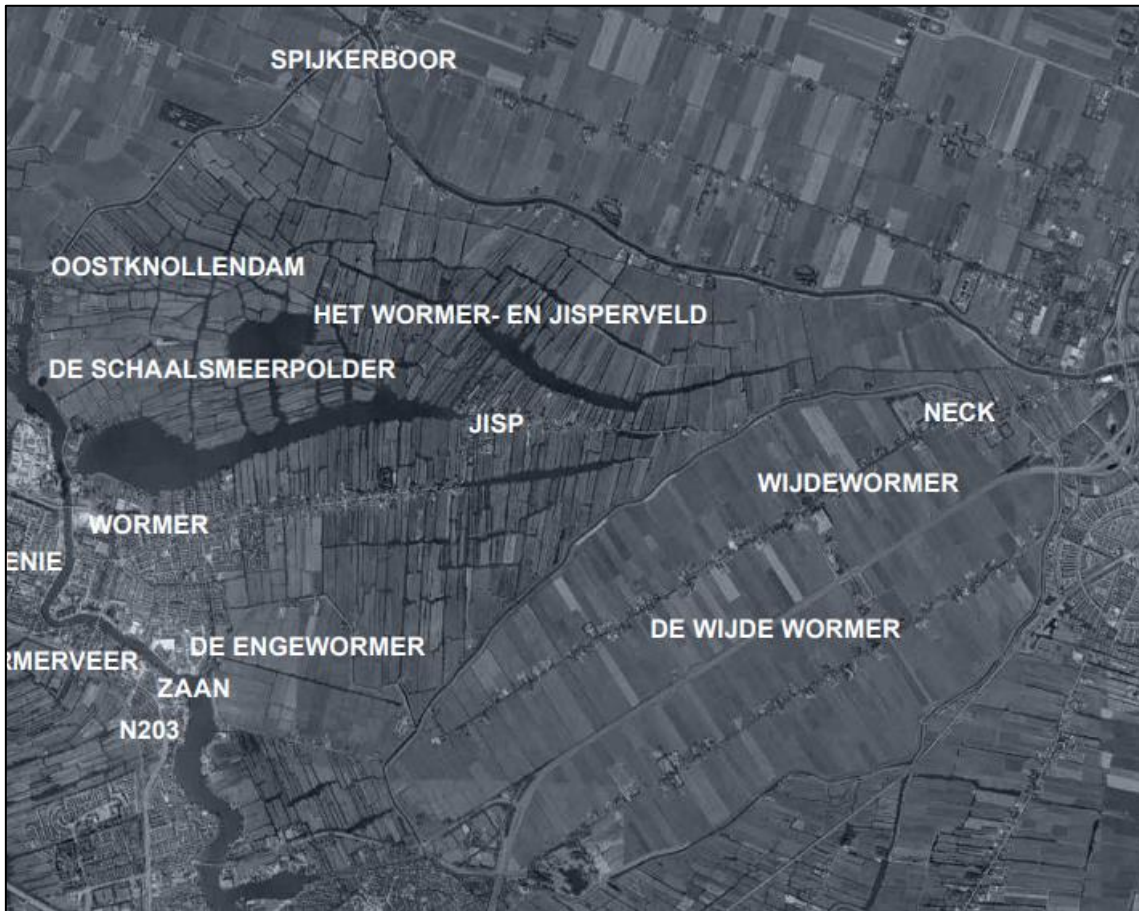 SPIJKERBOOR
OOSTKNOLLENDAM
HET WORMER- EN JISPERVELD
DE SCHAALSMEERPOLDER
JISP
NECK
WIJDEWORMER
WORMER
ENIE
DE WIJDE WORMER
DE ENGEWORMER
RMERVEER
ZAAN
N203